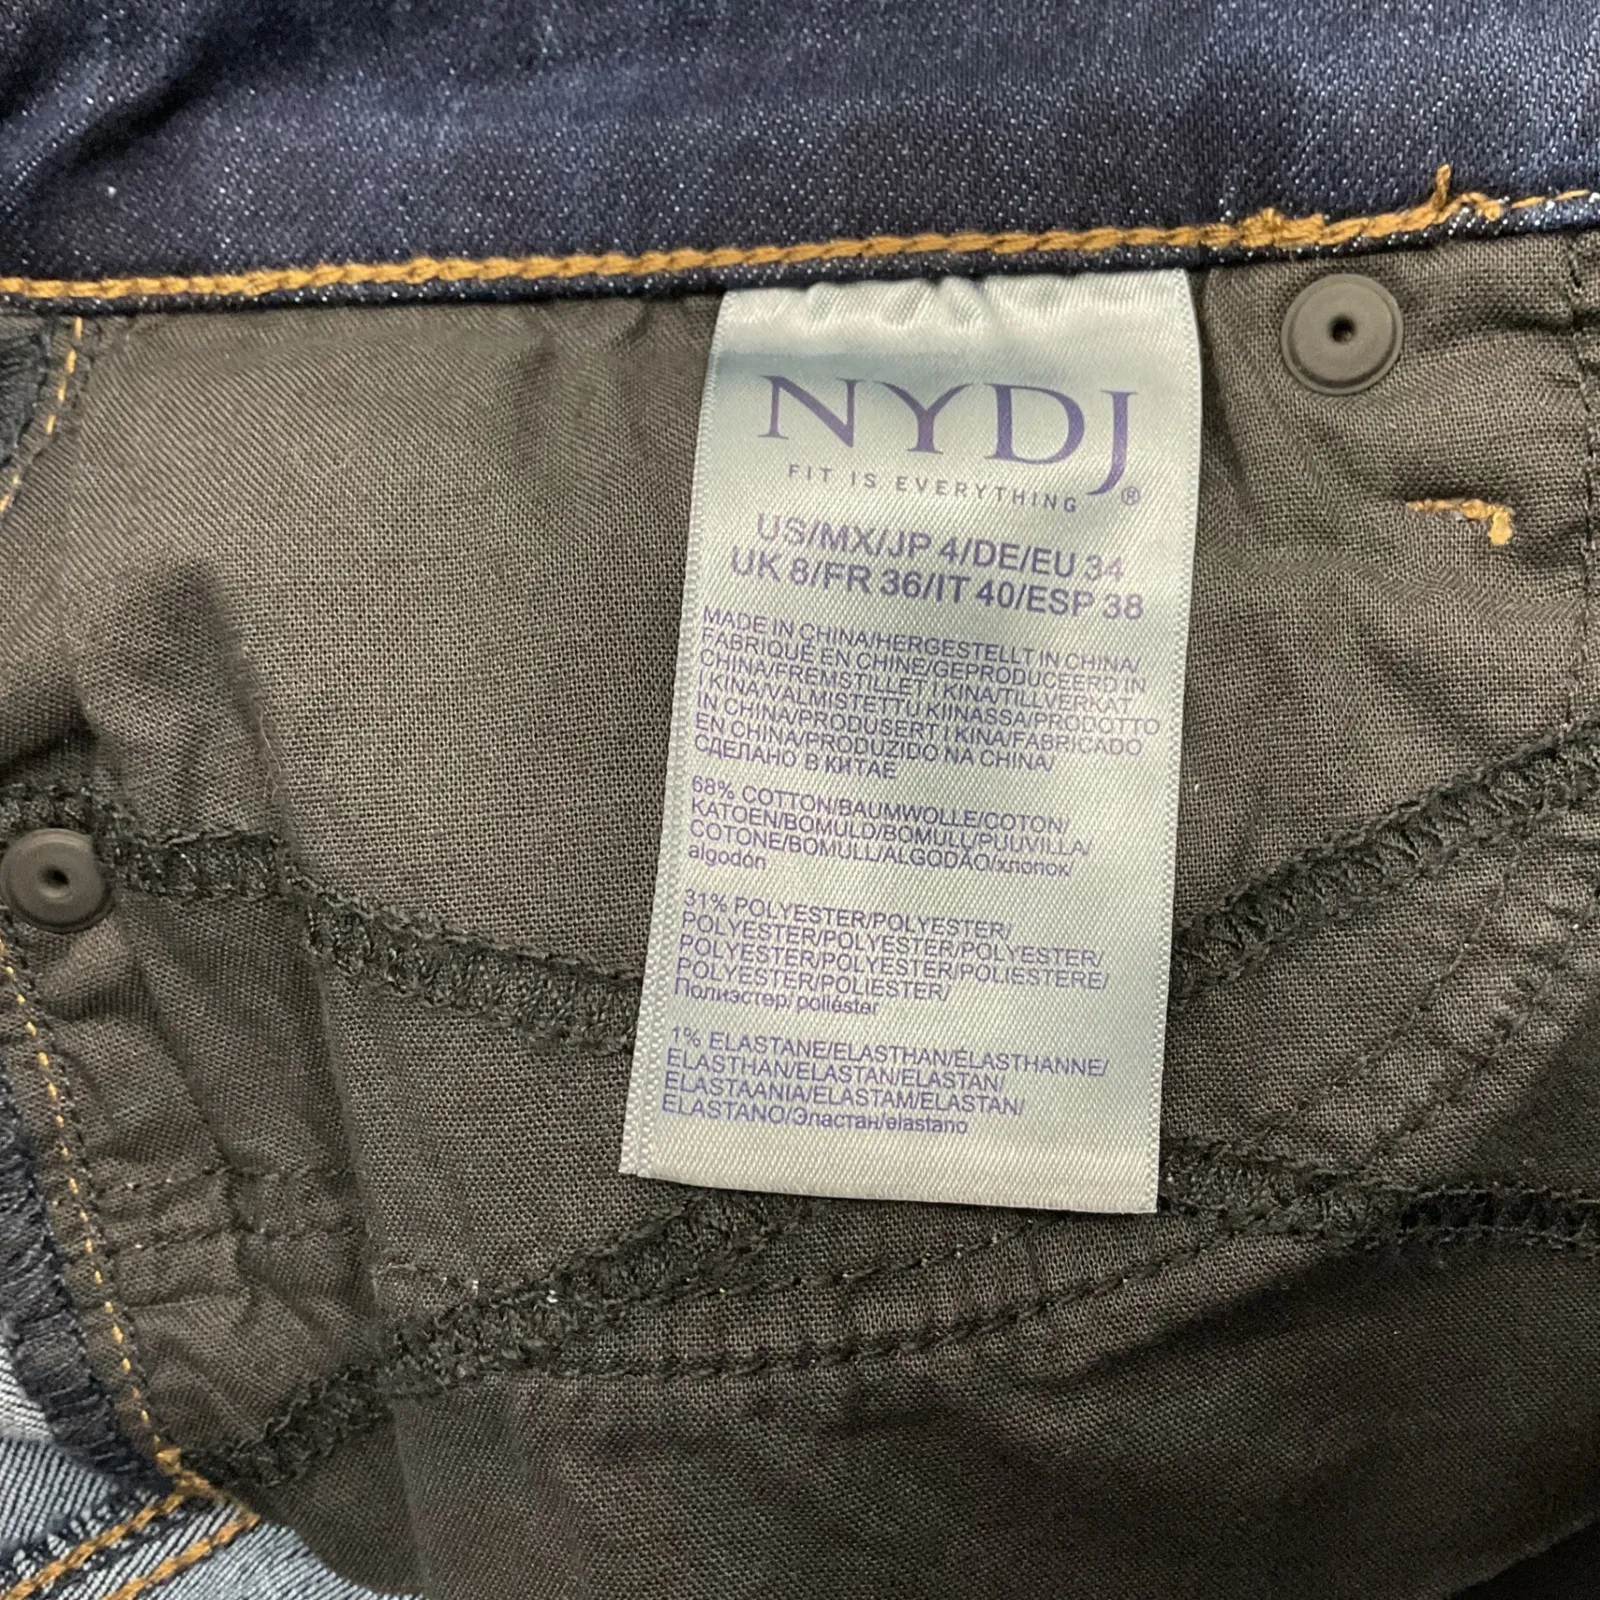 NYDJ®
FIT IS EVERYTHING
US/MX/JP 4/DE/EU 34
UK 8/FR 36/IT 40/ESP 38
MADE IN CHINA/HERGESTELLT IN CHINA/
FABRIQUÉ EN CHINE/GEPRODUCEERD IN
CHINA/FREMSTILLET I KINA/TILLVERKAT
I KINA/VALMISTETTU KIINASSA/PRODOTTO
IN CHINA/PRODUSERT I KINA/FABRICADO
EN CHINA/PRODUZIDO NA CHINA/
СДЕЛАНО В КИТАЕ
68% COTTON/BAUMWOLLE/COTON/
KATOEN/BOMULD/BOMULL/PUUVILLA/
COTONE/BOMULL/ALGODÃO/хлопок/
algodón
31% POLYESTER/POLYESTER/
POLYESTER/POLYESTER/POLYESTER/
POLYESTER/POLYESTER/POLIESTERE/
POLYESTER/POLIESTER/
Полиэстер/ poliéster
1% ELASTANE/ELASTHAN/ÉLASTHANNE/
ELASTHAN/ELASTAN/ELASTAN/
ELASTAANIA/ELASTAM/ELASTAN/
ELASTANO/Эластан/elastano